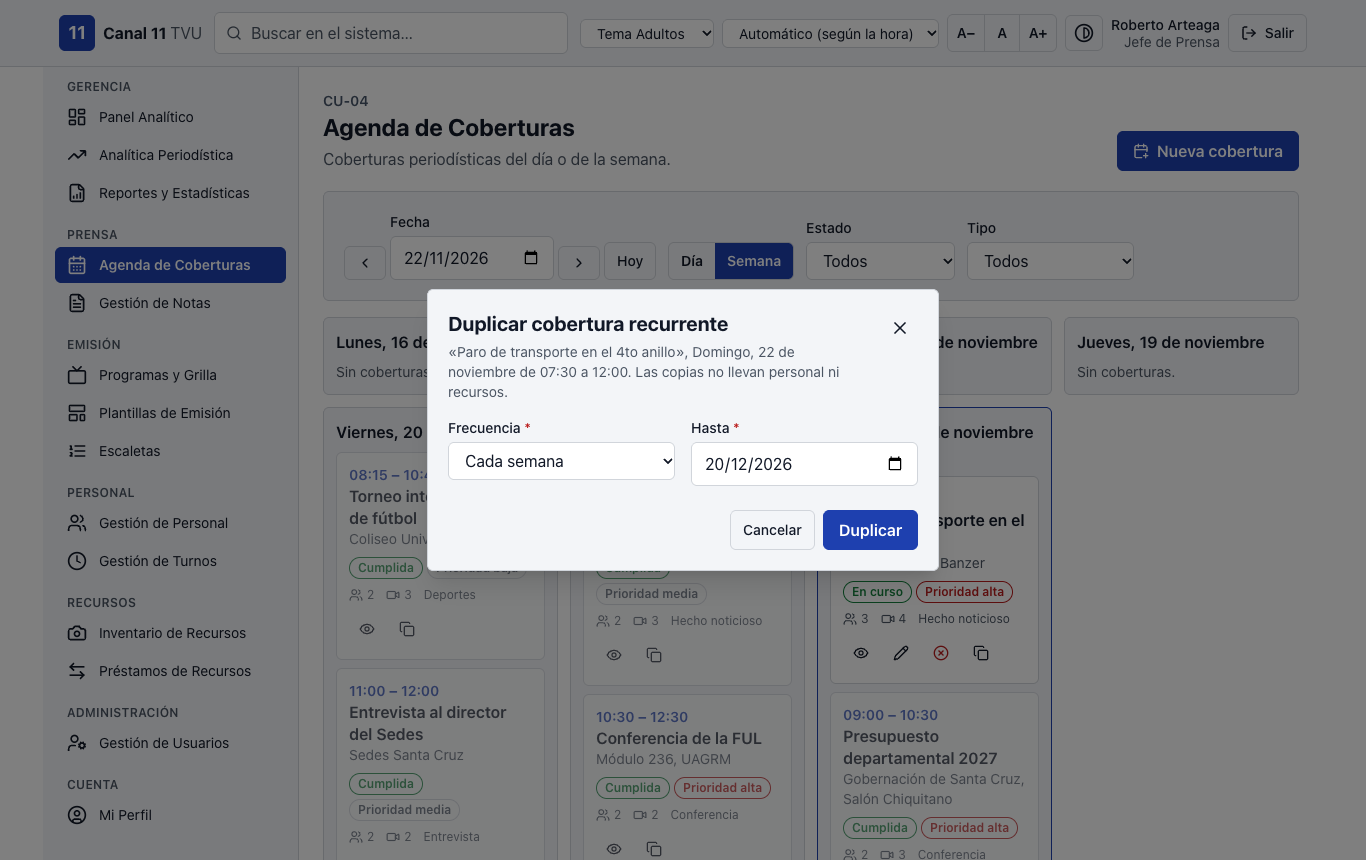 11 Canal 11 TVU
Buscar en el sistema...
Tema Adultos
Automático (según la hora)
A−
A
A+
Roberto Arteaga
Jefe de Prensa
Salir
GERENCIA
Panel Analítico
Analítica Periodística
Reportes y Estadísticas
PRENSA
Agenda de Coberturas
Gestión de Notas
EMISIÓN
Programas y Grilla
Plantillas de Emisión
Escaletas
PERSONAL
Gestión de Personal
Gestión de Turnos
RECURSOS
Inventario de Recursos
Préstamos de Recursos
ADMINISTRACIÓN
Gestión de Usuarios
CUENTA
Mi Perfil
CU-04
Agenda de Coberturas
Coberturas periodísticas del día o de la semana.
Nueva cobertura
Fecha
22/11/2026
Hoy
Día
Semana
Estado
Todos
Tipo
Todos
Duplicar cobertura recurrente
«Paro de transporte en el 4to anillo», Domingo, 22 de
noviembre de 07:30 a 12:00. Las copias no llevan personal ni
recursos.
Frecuencia *
Cada semana
Hasta *
20/12/2026
Cancelar
Duplicar
Lunes, 16 de
Sin coberturas
de noviembre
Jueves, 19 de noviembre
Sin coberturas.
Viernes, 20
08:15 – 10:
Torneo
de fútbol
Coliseo
Cumplida
2 3 Deportes
11:00 – 12:00
Entrevista al director
del Sedes
Sedes Santa Cruz
Cumplida
Prioridad media
2 2 Entrevista
Prioridad media
2 3 Hecho noticioso
10:30 – 12:30
Conferencia de la FUL
Módulo 236, UAGRM
Cumplida
Prioridad alta
2 2 Conferencia
e noviembre
sporte en el
Banzer
En curso
Prioridad alta
3 4 Hecho noticioso
09:00 – 10:30
Presupuesto
departamental 2027
Gobernación de Santa Cruz,
Salón Chiquitano
Cumplida
Prioridad alta
2 3 Conferencia